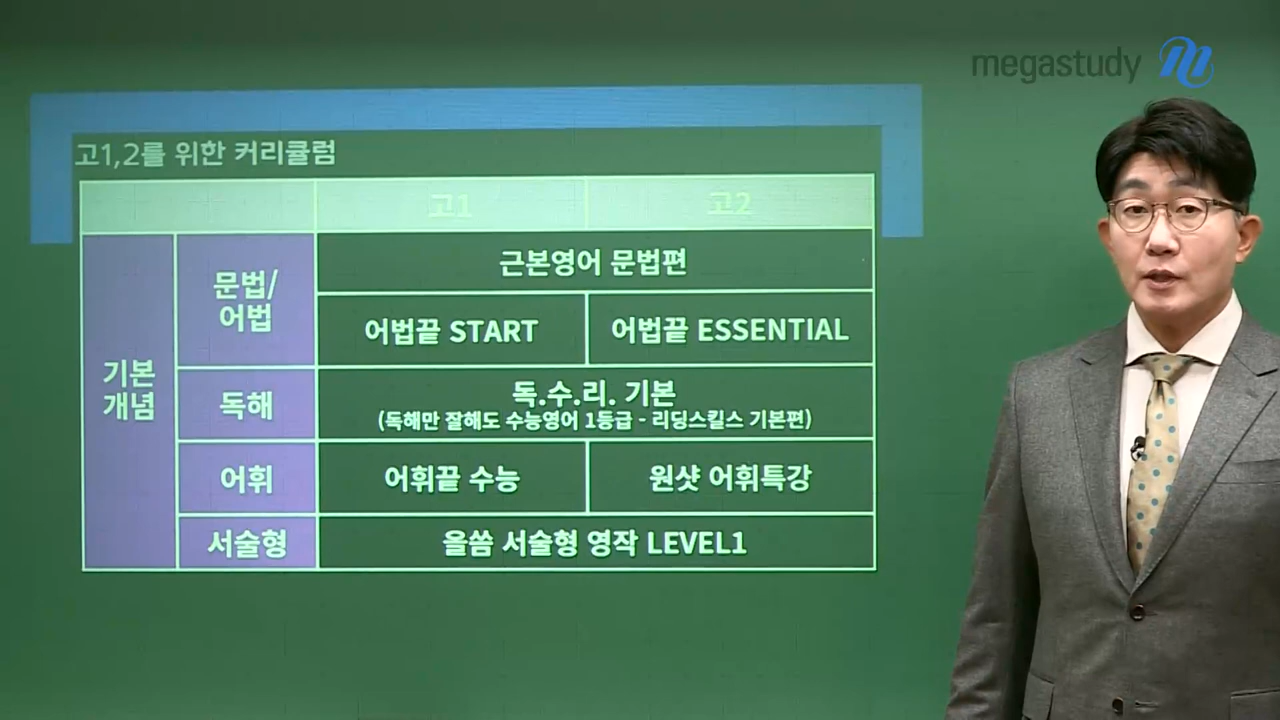 megastudy
고1,2를 위한 커리큘럼
고1 고2
기본
개념
문법/
어법
근본영어 문법편
어법끝 START 어법끝 ESSENTIAL
독해
독.수.리. 기본
(독해만 잘해도 수능영어 1등급 - 리딩스킬스 기본편)
어휘
어휘끝 수능 원샷 어휘특강
서술형
올씀 서술형 영작 LEVEL1